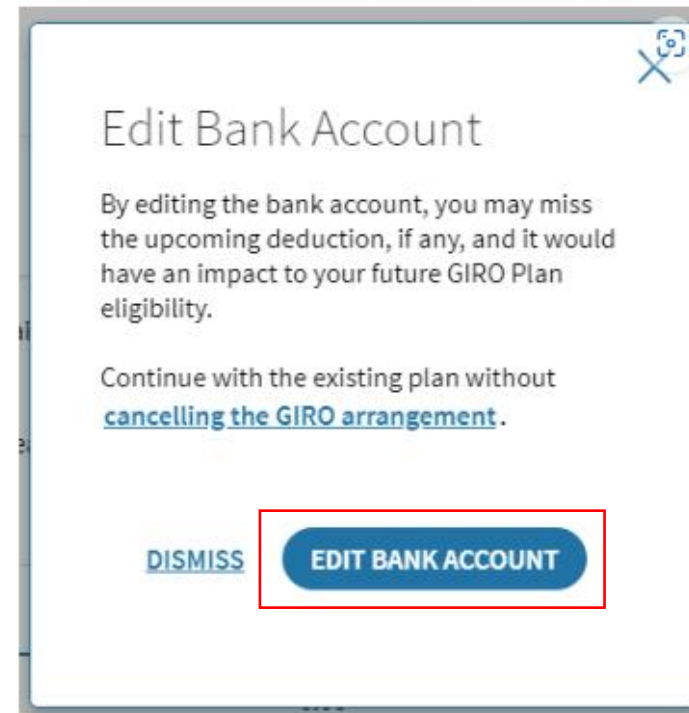 Edit Bank Account
By editing the bank account, you may miss
the upcoming deduction, if any, and it would
have an impact to your future GIRO Plan
eligibility.
Continue with the existing plan without
cancelling the GIRO arrangement.
DISMISS EDIT BANK ACCOUNT